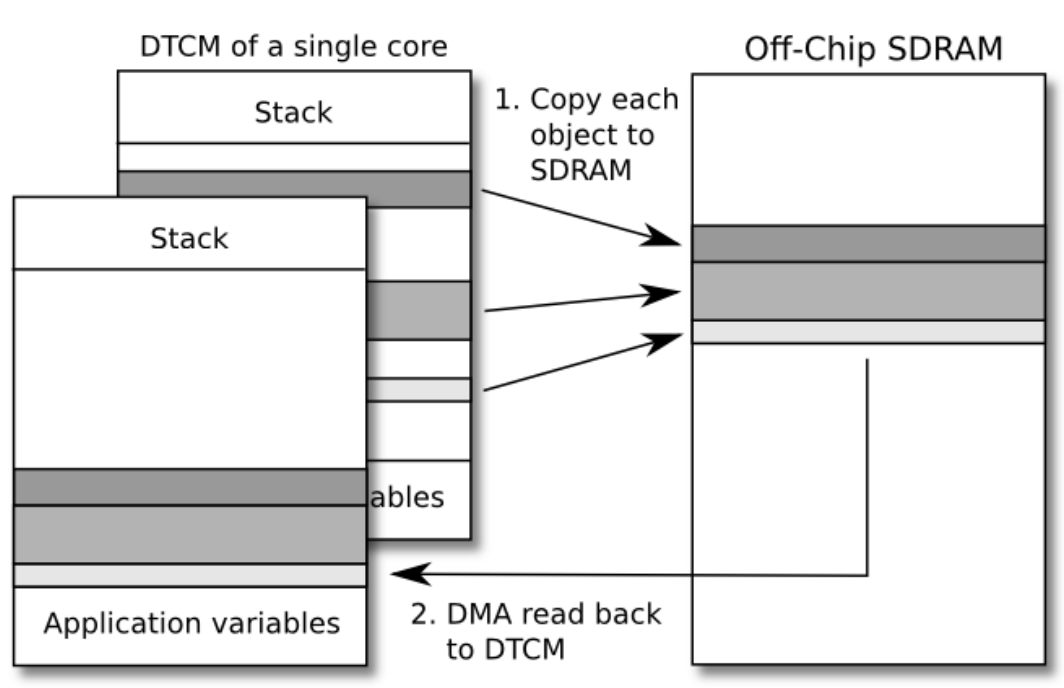 DTCM of a single core
Off-Chip SDRAM
Stack
1. Copy each
object to
SDRAM
Stack
ables
Application variables
2. DMA read back
to DTCM